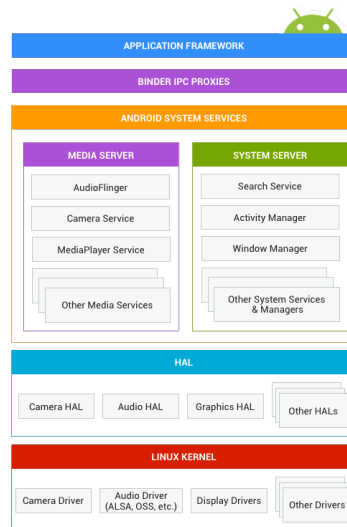 APPLICATION FRAMEWORK
BINDER IPC PROXIES
ANDROID SYSTEM SERVICES
MEDIA SERVER
AudioFlinger
Camera Service
MediaPlayer Service
Other Media Services
SYSTEM SERVER
Search Service
Activity Manager
Window Manager
Other System Services
& Managers
HAL
Camera HAL
Audio HAL
Graphics HAL
Other HALs
LINUX KERNEL
Camera Driver
Audio Driver
(ALSA, OSS, etc.)
Display Drivers
Other Drivers